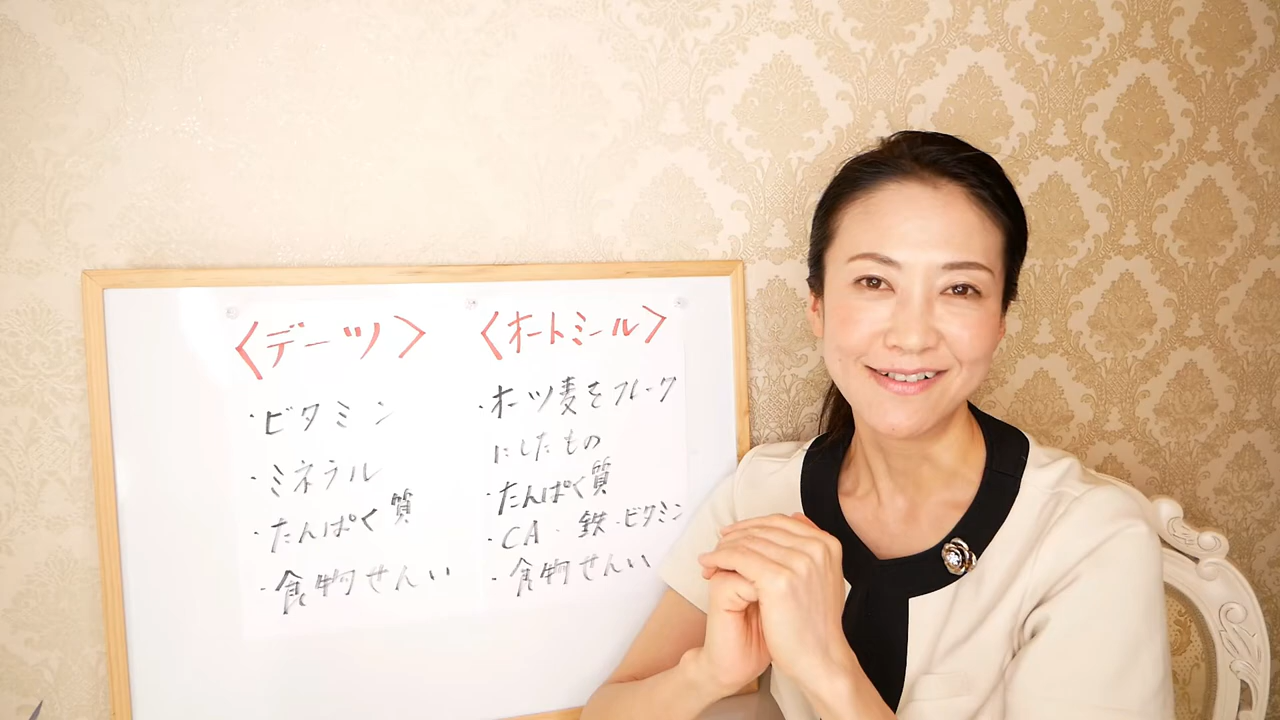 〈デーツ〉
・ビタミン
・ミネラル
・たんぱく質
・食物せんい
〈オートミール〉
・オーツ麦をフレーク
にしたもの
・たんぱく質
・CA・鉄・ビタミン
・食物せんい